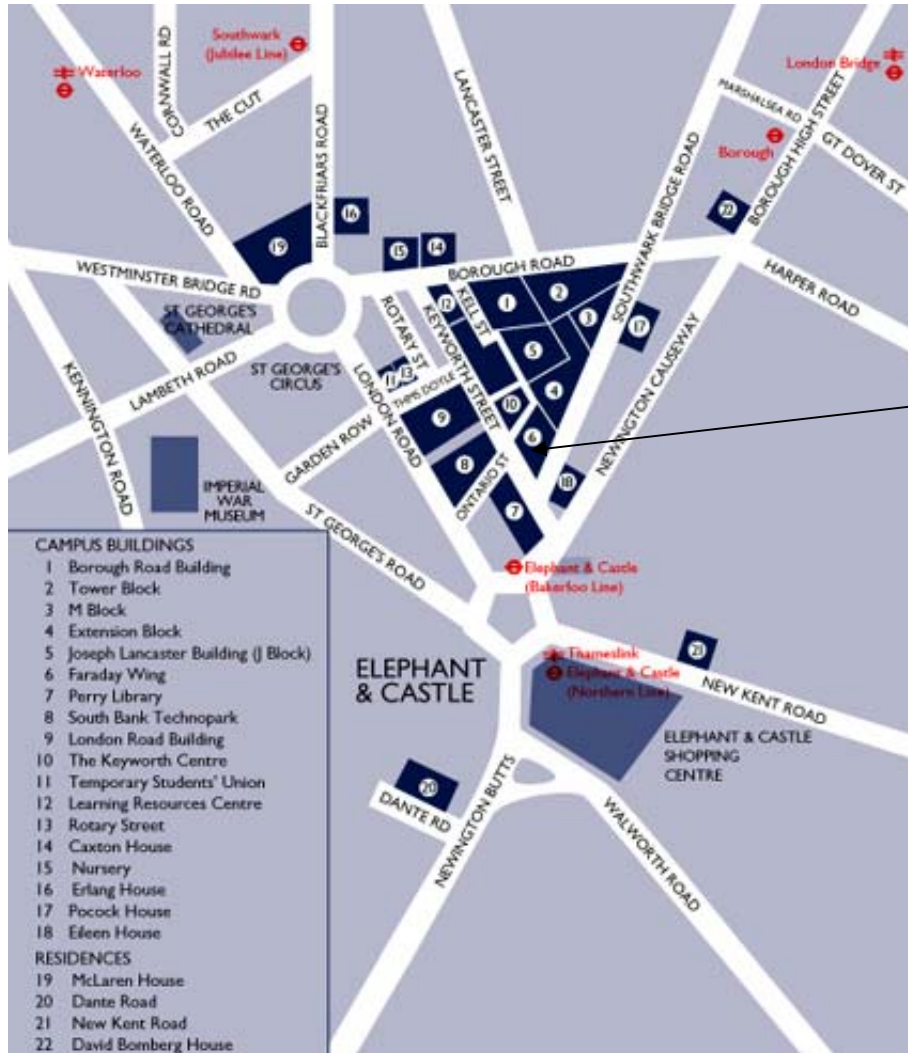 Southwark
(Jubilee Line)
Waterloo
CORNWALL RD
THE CUT
WATERLOO ROAD
BLACKFRIARS ROAD
LANCASTER STREET
London Bridge
MARSHALSEA RD
Borough
GT DOVER ST
BOROUGH HIGH STREET
SOUTHWARK BRIDGE ROAD
22
16
19
15
14
WESTMINSTER BRIDGE RD
BOROUGH ROAD
HARPER ROAD
ST GEORGE'S
CATHEDRAL
12
1
2
3
17
ROTARY ST
KEYWORTH STREET
KELL ST
5
4
LAMBETH ROAD
ST GEORGE'S
CIRCUS
11
13
THMS DOYLE
10
9
6
8
7
18
KENNINGTON ROAD
LONDON ROAD
GARDEN ROW
ONTARIO ST
NEWINGTON CAUSEWAY
IMPERIAL
WAR
MUSEUM
ST GEORGE'S ROAD
Elephant & Castle
(Bakerloo Line)
ELEPHANT
& CASTLE
Thameslink
Elephant & Castle
(Northern Line)
21
NEW KENT ROAD
ELEPHANT & CASTLE
SHOPPING
CENTRE
20
DANTE RD
NEWINGTON BUTTS
WALWORTH ROAD
CAMPUS BUILDINGS
1 Borough Road Building
2 Tower Block
3 M Block
4 Extension Block
5 Joseph Lancaster Building (J Block)
6 Faraday Wing
7 Perry Library
8 South Bank Technopark
9 London Road Building
10 The Keyworth Centre
11 Temporary Students' Union
12 Learning Resources Centre
13 Rotary Street
14 Caxton House
15 Nursery
16 Erlang House
17 Pocock House
18 Eileen House
RESIDENCES
19 McLaren House
20 Dante Road
21 New Kent Road
22 David Bomberg House